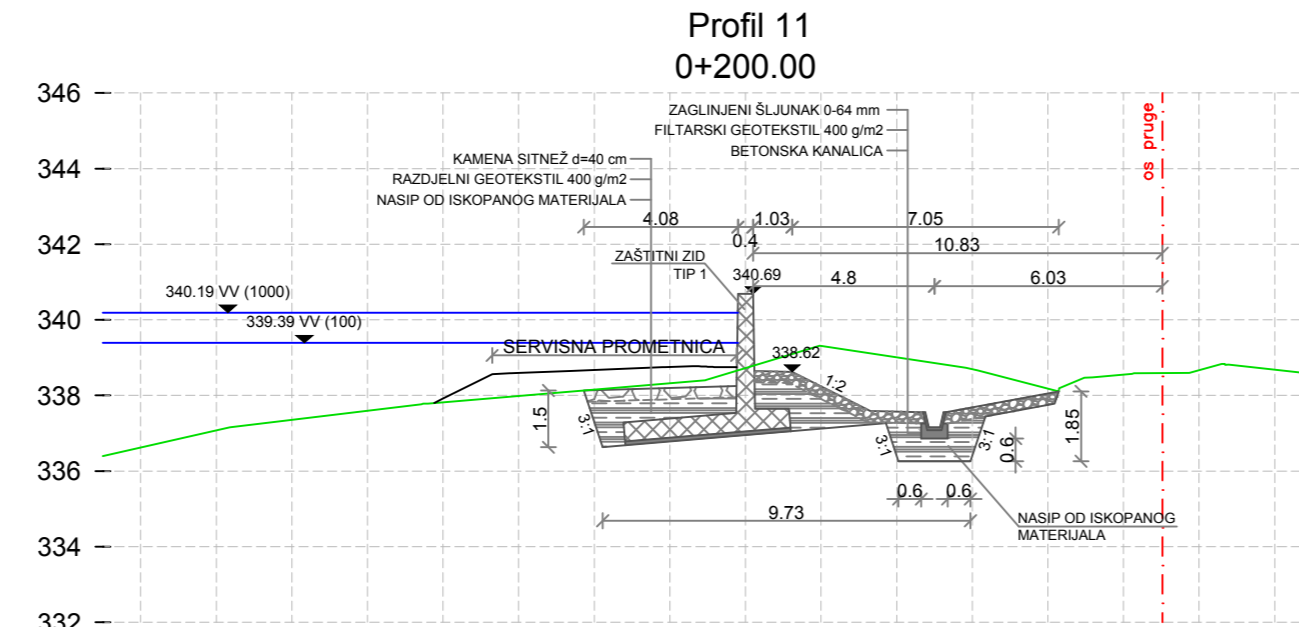 Profil 11
0+200.00
346
344
342
340
338
336
334
332
ZAGLINJENI ŠLJUNAK 0-64 mm
FILTARSKI GEOTEKSTIL 400 g/m2
BETONSKA KANALICA
KAMENA SITNEŽ d=40 cm
RAZDJELNI GEOTEKSTIL 400 g/m2
NASIP OD ISKOPANOG MATERIJALA
os pruge
4.08
1.03
7.05
0.4
10.83
ZAŠTITNI ZID
TIP 1
340.69
4.8
6.03
340.19 VV (1000)
339.39 VV (100)
SERVISNA PROMETNICA
338.62
1:2
1.5
3:1
3:1
3:1
0.6
1.85
0.6
0.6
9.73
NASIP OD ISKOPANOG
MATERIJALA